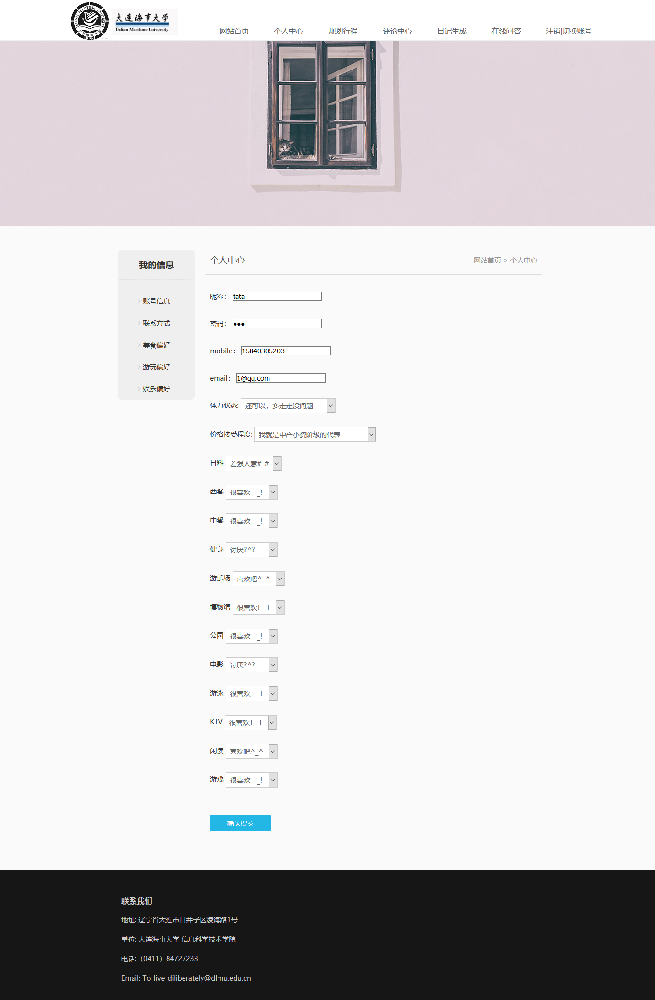 DALIAN MARITIME UNIVERSITY
大连海事大学
1909
大连海事大学
Dalian Maritime University
网站首页 个人中心 规划行程 评论中心 日记生成 在线问答 注销|切换账号
我的信息
> 账号信息
> 联系方式
> 美食偏好
> 游玩偏好
> 娱乐偏好
个人中心 网站首页 > 个人中心
昵称： tata
密码： ●●●
mobile： 15840305203
email： 1@qq.com
体力状态: 还可以，多走走没问题
价格接受程度: 我就是中产小资阶级的代表
日料 差强人意#_#
西餐 很喜欢！_!
中餐 很喜欢！_!
健身 讨厌?^?
游乐场 喜欢吧^_^
博物馆 很喜欢！_!
公园 很喜欢！_!
电影 讨厌?^?
游泳 很喜欢！_!
KTV 很喜欢！_!
闲读 喜欢吧^_^
游戏 很喜欢！_!
确认提交
联系我们
地址: 辽宁省大连市甘井子区凌海路1号
单位: 大连海事大学 信息科学技术学院
电话:（0411）84727233
Email: To_live_diliberately@dlmu.edu.cn